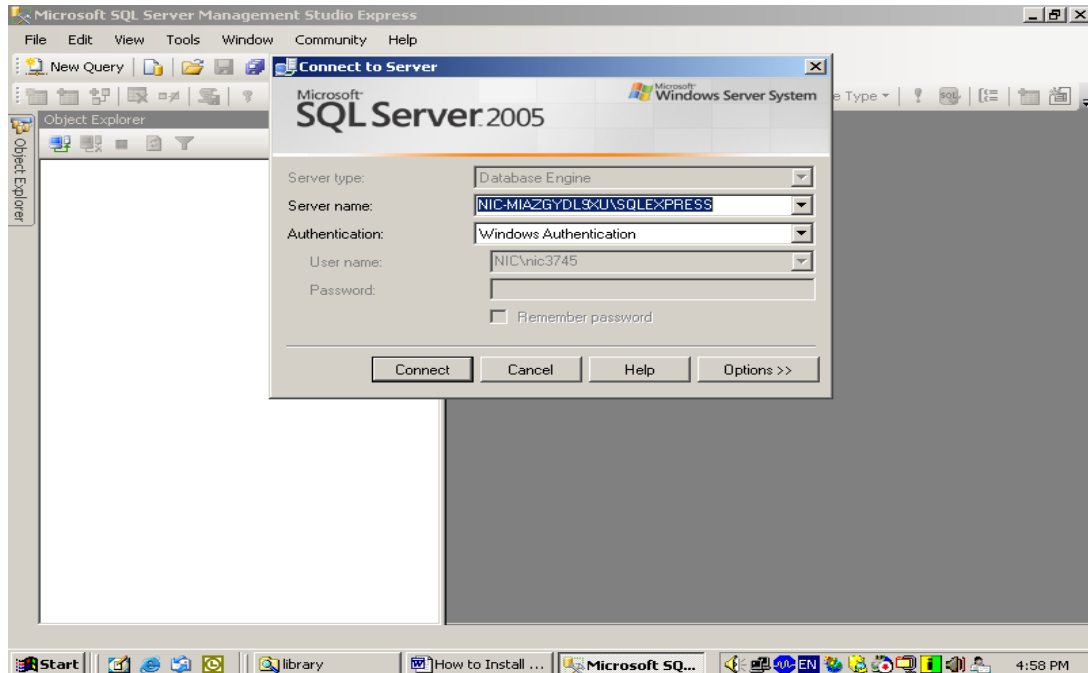 Microsoft SQL Server Management Studio Express
File Edit View Tools Window Community Help
New Query
Connect to Server
Microsoft
SQL Server 2005
Microsoft
Windows Server System
e Type
SQL
Object Explorer
Object Explorer
Server type: Database Engine
Server name: NIC-MIAZGYDL9XU\SQLEXPRESS
Authentication: Windows Authentication
User name: NIC\nic3745
Password:
Remember password
Connect Cancel Help Options >>
Start library How to Install ... Microsoft SQ... EN 4:58 PM